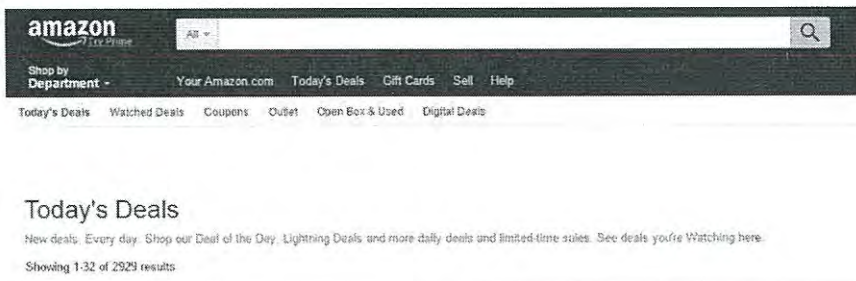 amazon
Try Prime
All
Shop by
Department
Your Amazon.com Today's Deals Gift Cards Sell Help
Today's Deals Watched Deals Coupons Outlet Open Box & Used Digital Deals
Today's Deals
New deals. Every day. Shop our Deal of the Day, Lightning Deals and more daily deals and limited-time sales. See deals you're Watching here.
Showing 1-32 of 2929 results